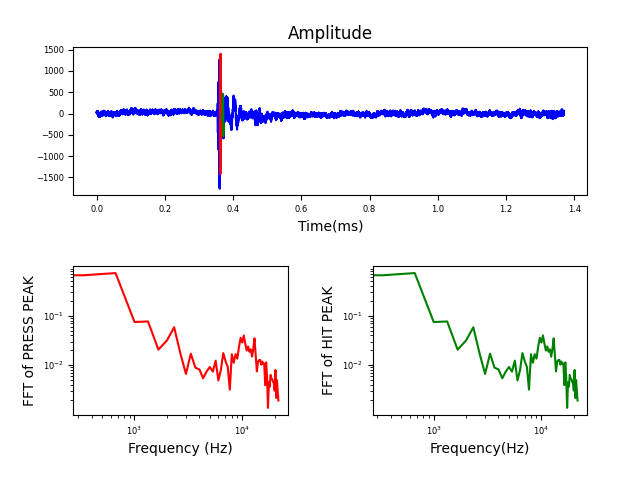 Amplitude
1500
1000
500
0
−500
−1000
−1500
0.0 0.2 0.4 0.6 0.8 1.0 1.2 1.4
Time(ms)
FFT of PRESS PEAK
10⁻¹
10⁻²
10³ 10⁴
Frequency (Hz)
FFT of HIT PEAK
10⁻¹
10⁻²
10³ 10⁴
Frequency(Hz)